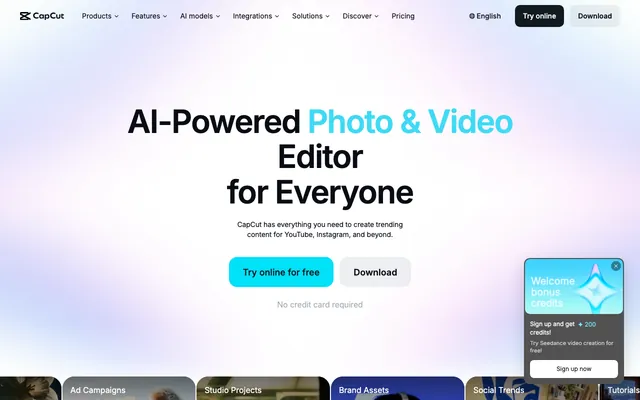 CapCut
Products
Features
AI models
Integrations
Solutions
Discover
Pricing
English
Try online
Download
AI-Powered Photo & Video
Editor
for Everyone
CapCut has everything you need to create trending
content for YouTube, Instagram, and beyond.
Try online for free
Download
No credit card required
Welcome
bonus
credits
Sign up and get 200
credits!
Try Seedance video creation for
free!
Sign up now
Ad Campaigns
Studio Projects
Brand Assets
Social Trends
Tutorials